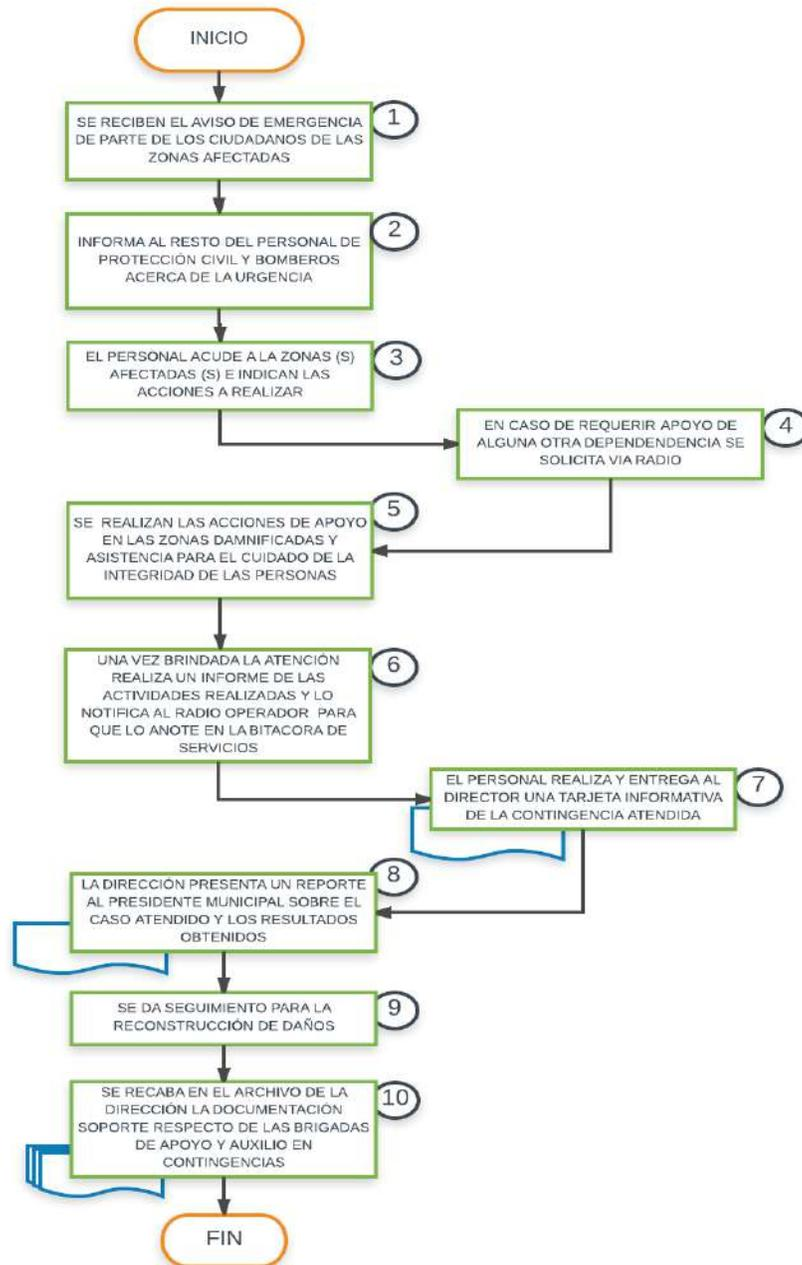 INICIO
1
SE RECIBEN EL AVISO DE EMERGENCIA
DE PARTE DE LOS CIUDADANOS DE LAS
ZONAS AFECTADAS
2
INFORMA AL RESTO DEL PERSONAL DE
PROTECCIÓN CIVIL Y BOMBEROS
ACERCA DE LA URGENCIA
3
EL PERSONAL ACUDE A LA ZONAS (S)
AFECTADAS (S) E INDICAN LAS
ACCIONES A REALIZAR
4
EN CASO DE REQUERIR APOYO DE
ALGUNA OTRA DEPENDENDENCIA SE
SOLICITA VIA RADIO
5
SE REALIZAN LAS ACCIONES DE APOYO
EN LAS ZONAS DAMNIFICADAS Y
ASISTENCIA PARA EL CUIDADO DE LA
INTEGRIDAD DE LAS PERSONAS
6
UNA VEZ BRINDADA LA ATENCIÓN
REALIZA UN INFORME DE LAS
ACTIVIDADES REALIZADAS Y LO
NOTIFICA AL RADIO OPERADOR PARA
QUE LO ANOTE EN LA BITACORA DE
SERVICIOS
7
EL PERSONAL REALIZA Y ENTREGA AL
DIRECTOR UNA TARJETA INFORMATIVA
DE LA CONTINGENCIA ATENDIDA
8
LA DIRECCIÓN PRESENTA UN REPORTE
AL PRESIDENTE MUNICIPAL SOBRE EL
CASO ATENDIDO Y LOS RESULTADOS
OBTENIDOS
9
SE DA SEGUIMIENTO PARA LA
RECONSTRUCCIÓN DE DAÑOS
10
SE RECABA EN EL ARCHIVO DE LA
DIRECCIÓN LA DOCUMENTACIÓN
SOPORTE RESPECTO DE LAS BRIGADAS
DE APOYO Y AUXILIO EN
CONTINGENCIAS
FIN